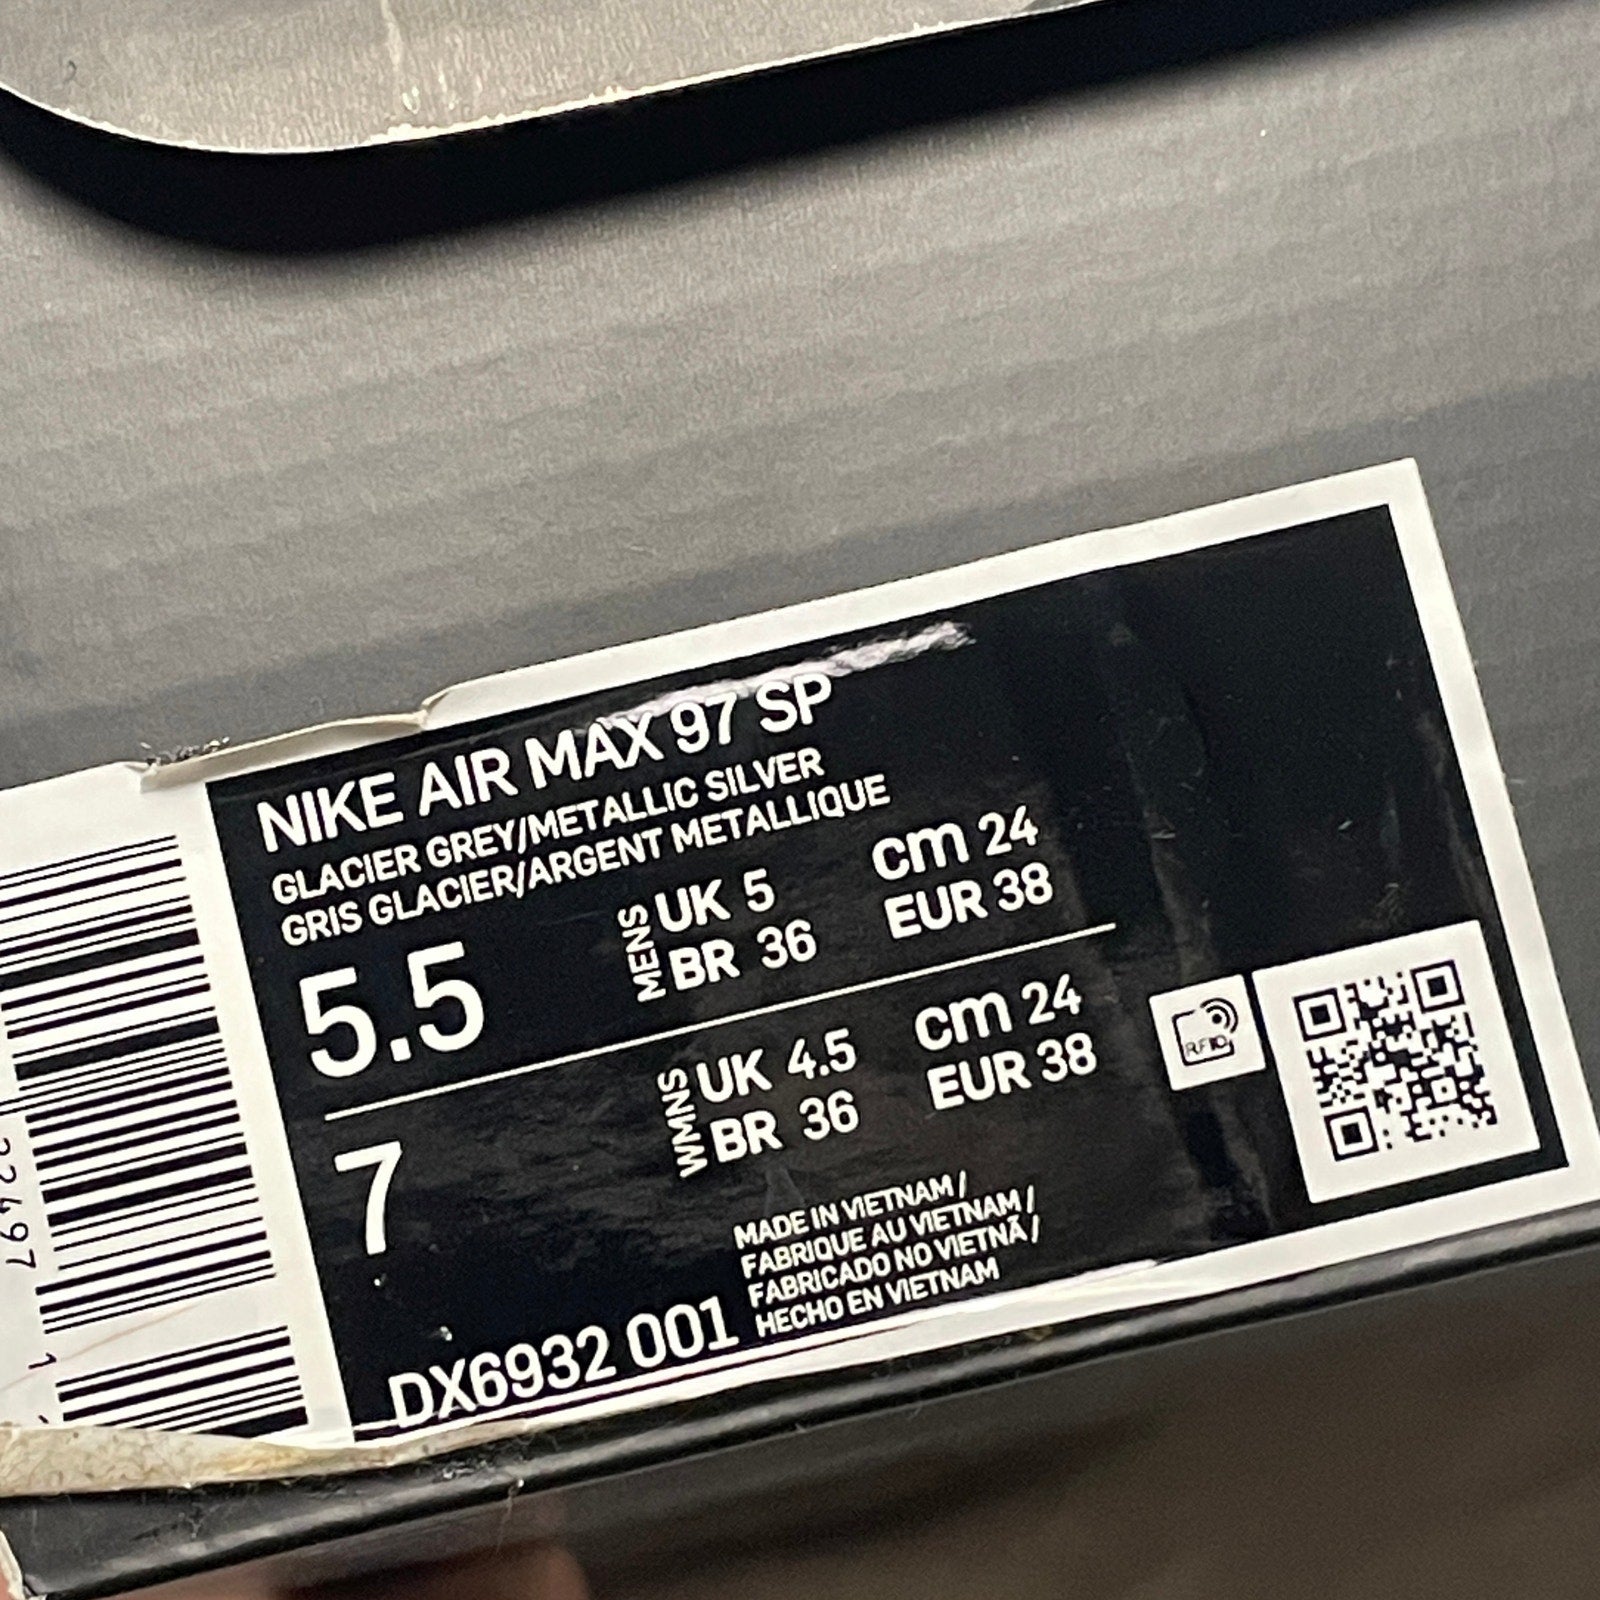 NIKE AIR MAX 97 SP
GLACIER GREY/METALLIC SILVER
GRIS GLACIER/ARGENT METALLIQUE
5.5
MENS
UK 5
BR 36
cm 24
EUR 38
7
WMNS
UK 4.5
BR 36
cm 24
EUR 38
RFID
MADE IN VIETNAM /
FABRIQUE AU VIETNAM /
FABRICADO NO VIETNÃ /
HECHO EN VIETNAM
DX6932 001